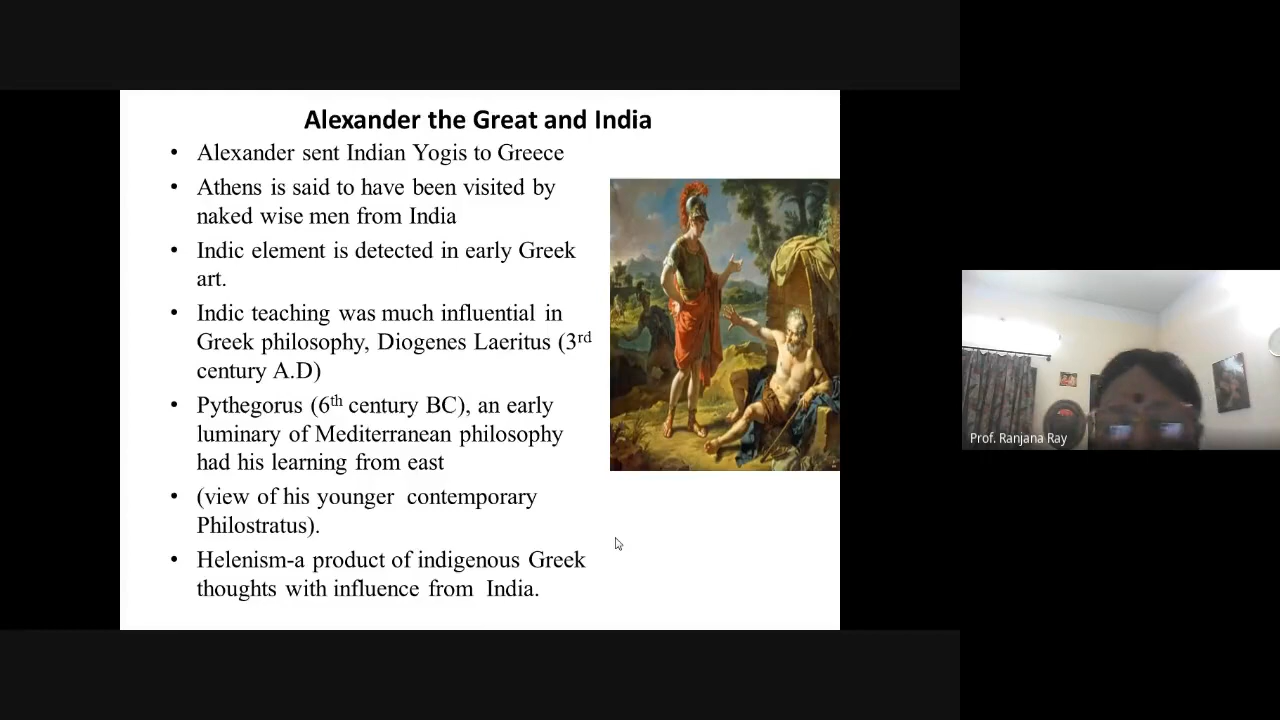 Alexander the Great and India
• Alexander sent Indian Yogis to Greece
• Athens is said to have been visited by
naked wise men from India
• Indic element is detected in early Greek
art.
• Indic teaching was much influential in
Greek philosophy, Diogenes Laeritus (3rd
century A.D)
• Pythegorus (6th century BC), an early
luminary of Mediterranean philosophy
had his learning from east
• (view of his younger contemporary
Philostratus).
• Helenism-a product of indigenous Greek
thoughts with influence from India.
Prof. Ranjana Ray